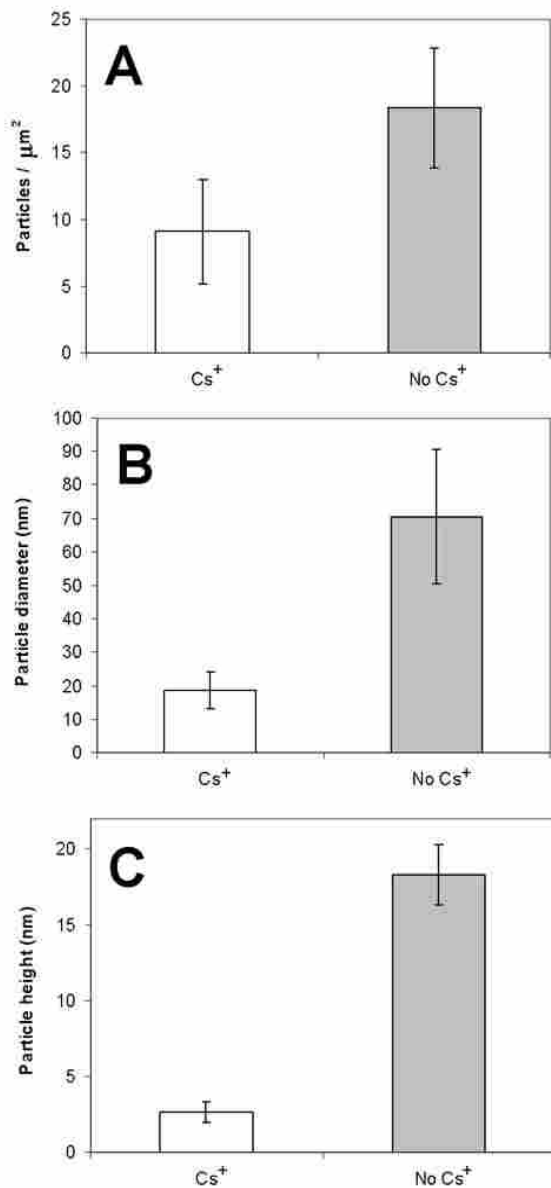 A
25
20
15
10
5
0
Particles / μm²
Cs⁺ No Cs⁺
B
100
90
80
70
60
50
40
30
20
10
0
Particle diameter (nm)
Cs⁺ No Cs⁺
C
20
15
10
5
0
Particle height (nm)
Cs⁺ No Cs⁺